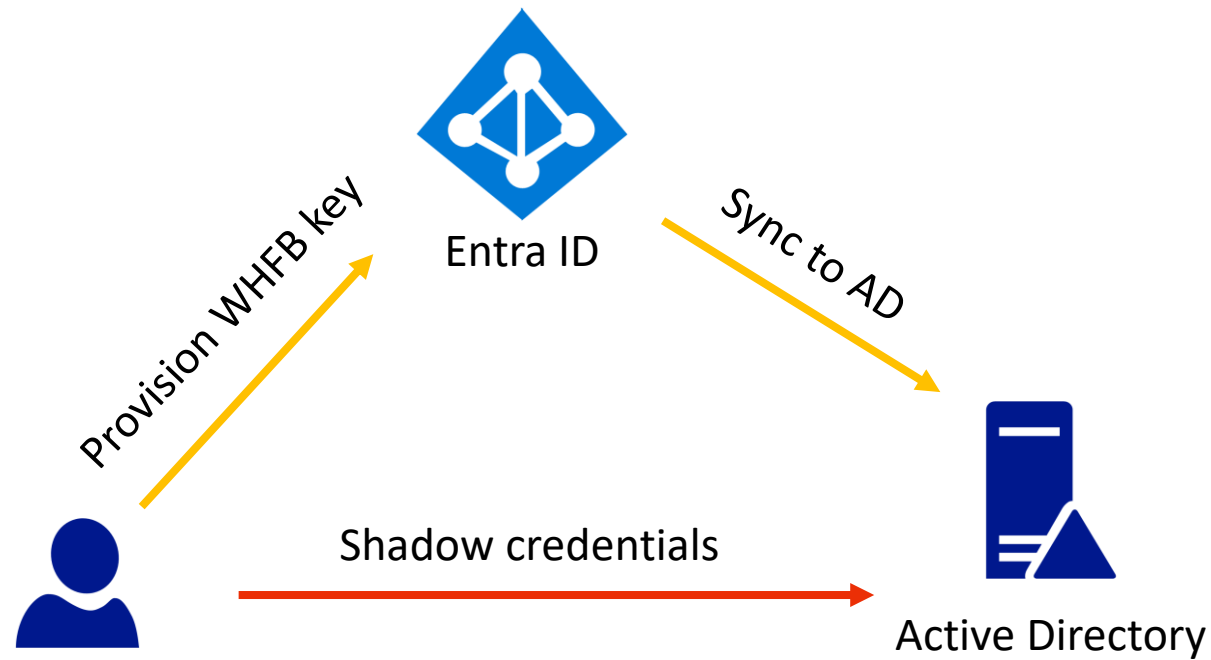 Entra ID
Provision WHFB key
Sync to AD
Shadow credentials
Active Directory